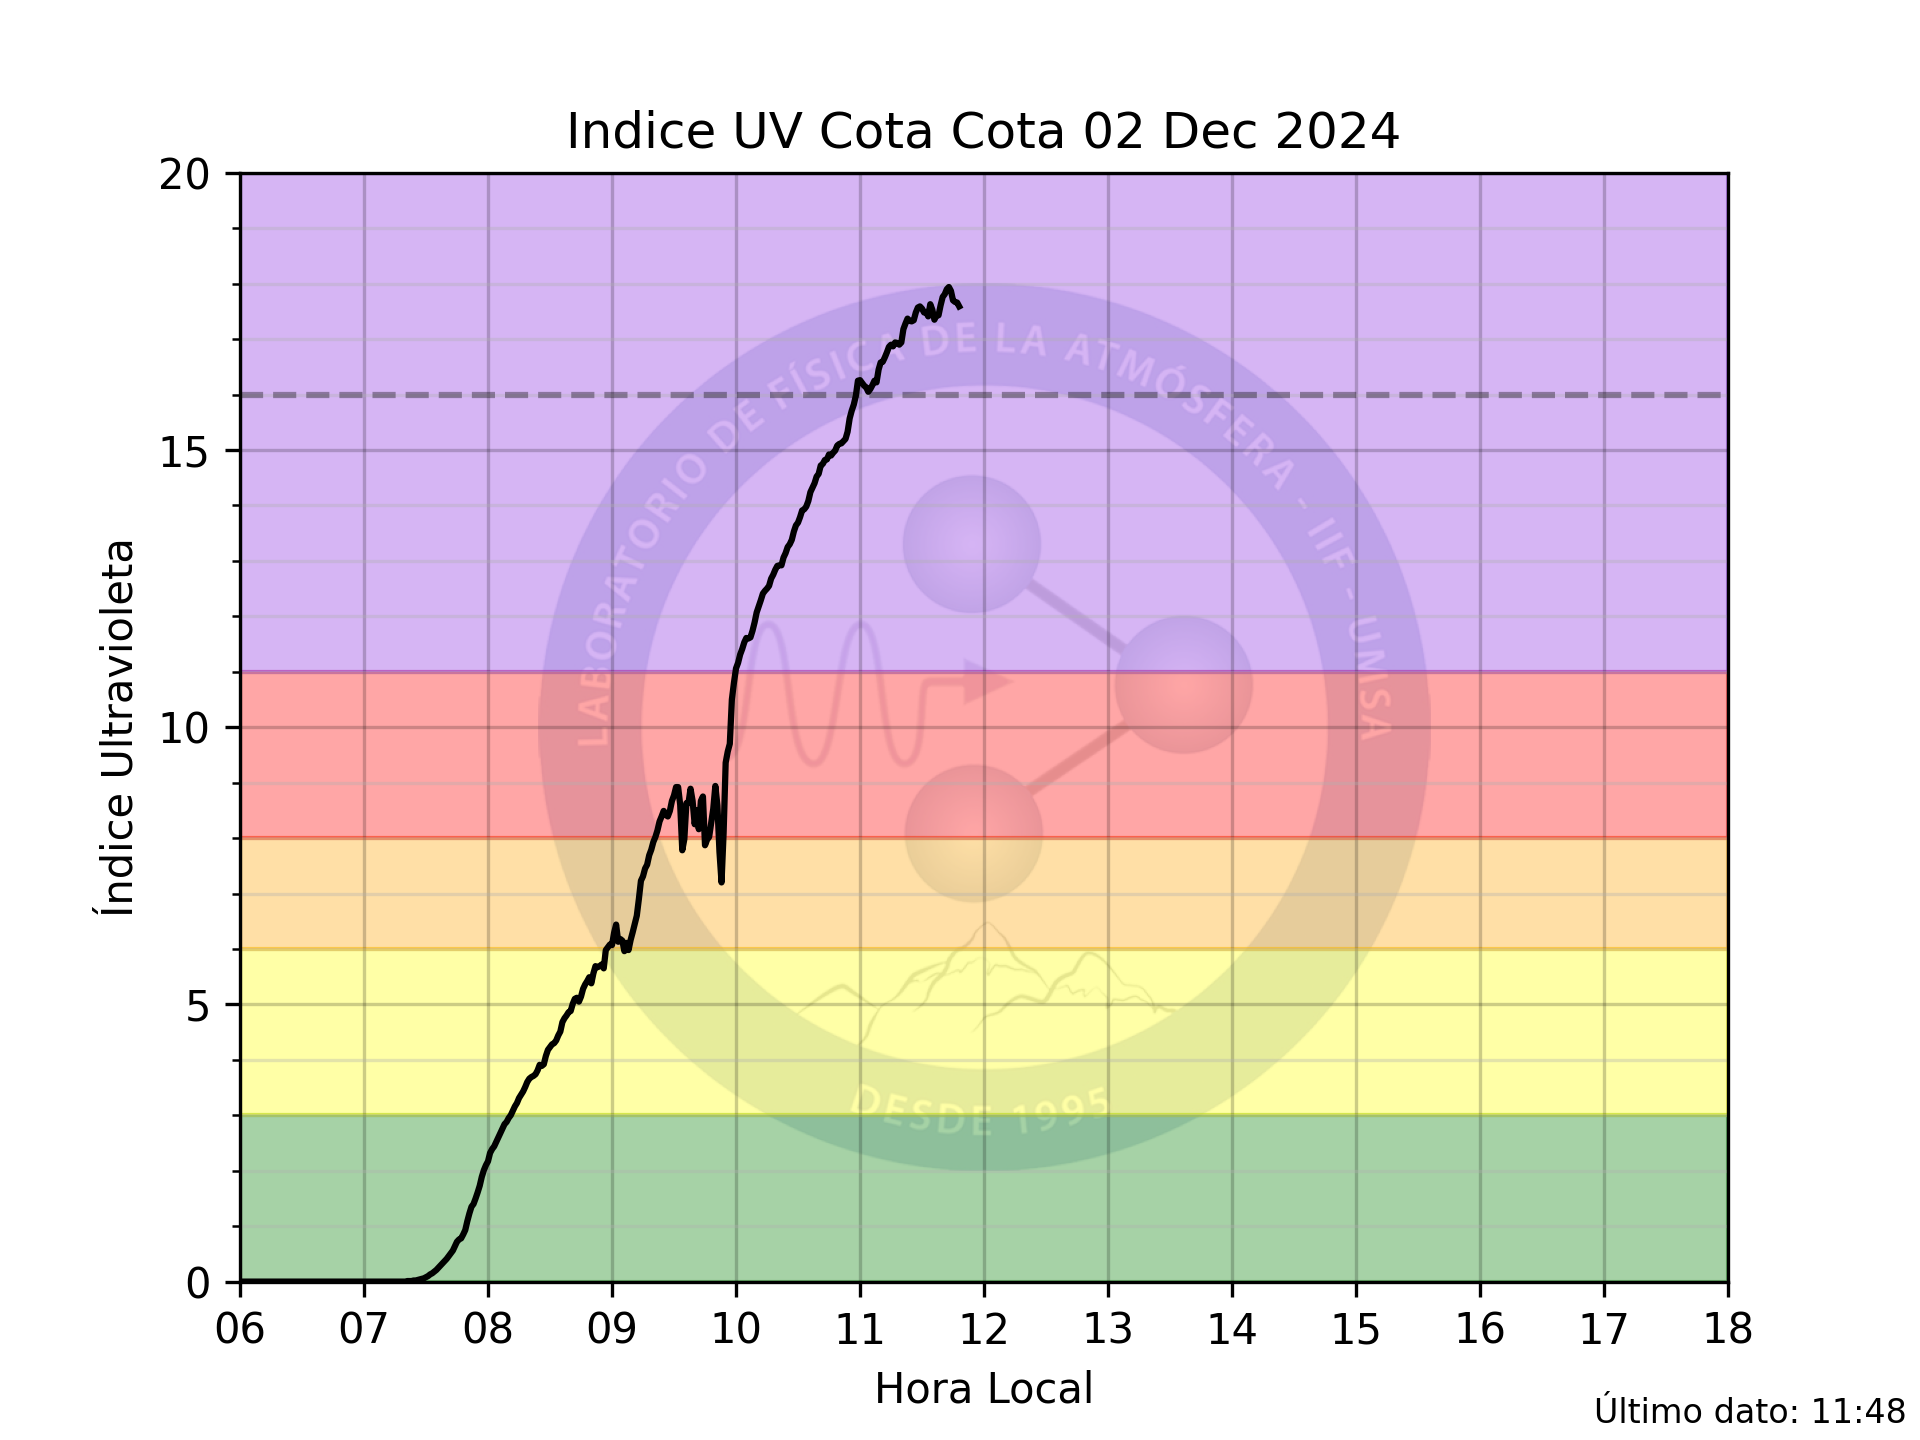 Indice UV Cota Cota 02 Dec 2024
20
15
10
5
0
Índice Ultravioleta
LABORATORIO DE FÍSICA DE LA ATMÓSFERA - IIF - UMSA
DESDE 1995
06 07 08 09 10 11 12 13 14 15 16 17 18
Hora Local
Último dato: 11:48